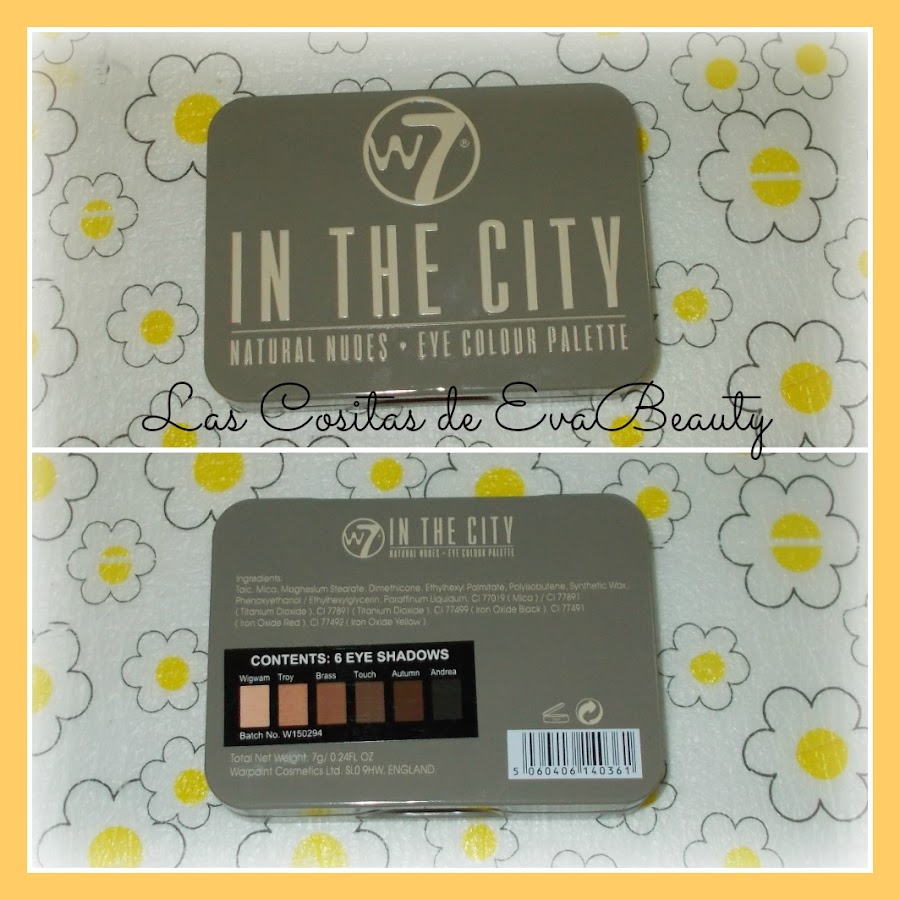 W7®
IN THE CITY
NATURAL NUDES • EYE COLOUR PALETTE
Las Cositas de EvaBeauty
W7 IN THE CITY
NATURAL NUDES • EYE COLOUR PALETTE
Ingredients:
Talc, Mica, Magnesium Stearate, Dimethicone, Ethylhexyl Palmitate, Polyisobutene, Synthetic Wax,
Phenoxyethanol / Ethylhexylglycerin, Paraffinum Liquidum, CI 77019 ( Mica ) / CI 77891
( Titanium Dioxide ), CI 77891 ( Titanium Dioxide ), CI 77499 ( Iron Oxide Black ), CI 77491
( Iron Oxide Red ), CI 77492 ( Iron Oxide Yellow ).
CONTENTS: 6 EYE SHADOWS
Wigwam Troy Brass Touch Autumn Andrea
Batch No. W150294
Total Net Weight: 7g/ 0.24FL OZ
Warpaint Cosmetics Ltd. SL0 9HW, ENGLAND
5 060406 140361